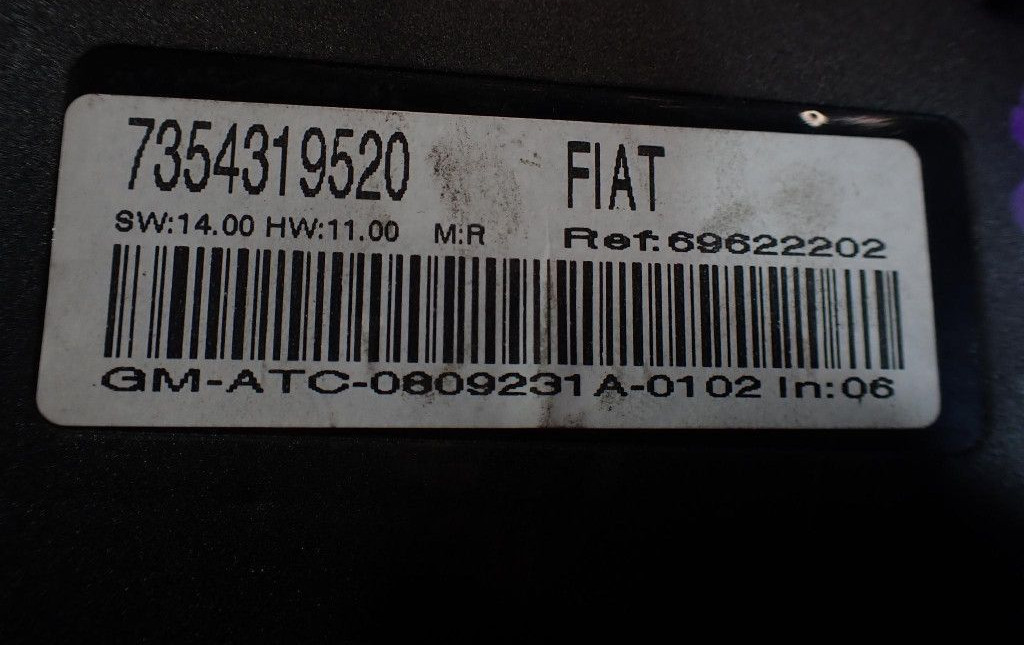 7354319520 FIAT
SW:14.00 HW:11.00 M:R Ref:69622202
GM-ATC-0809231A-0102 In:06